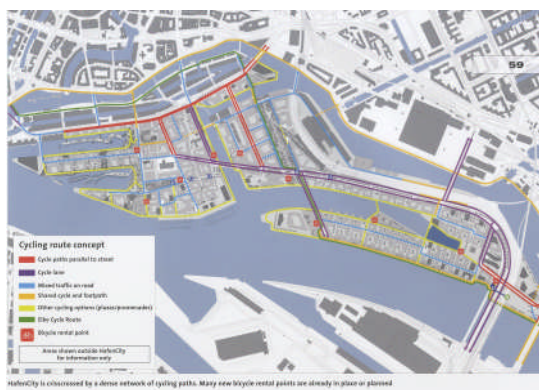 59
Cycling route concept
Cycle paths parallel to street
Cycle lane
Mixed traffic on road
Shared cycle and footpath
Other cycling options (plazas/promenades)
Elbe Cycle Route
Bicycle rental point
Areas shown outside HafenCity
for information only
HafenCity is crisscrossed by a dense network of cycling paths. Many new bicycle rental points are already in place or planned